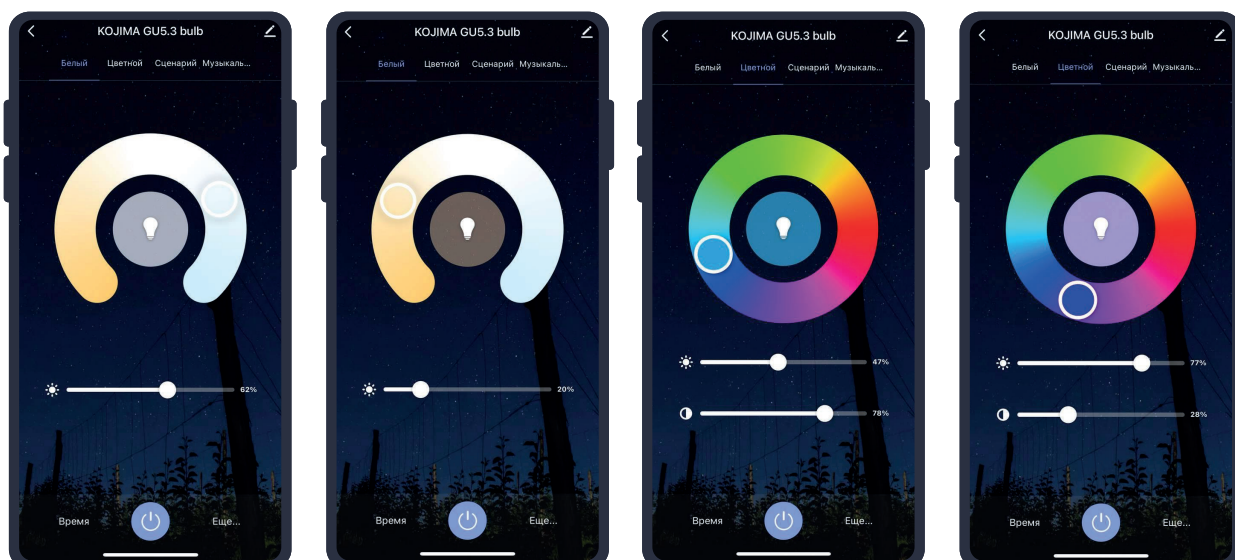 KOJIMA GU5.3 bulb
Белый Цветной Сценарий Музыкаль...
62%
Время Еще...
KOJIMA GU5.3 bulb
Белый Цветной Сценарий Музыкаль...
20%
Время Еще...
KOJIMA GU5.3 bulb
Белый Цветной Сценарий Музыкаль...
47%
78%
Время Еще...
KOJIMA GU5.3 bulb
Белый Цветной Сценарий Музыкаль...
77%
28%
Время Еще...